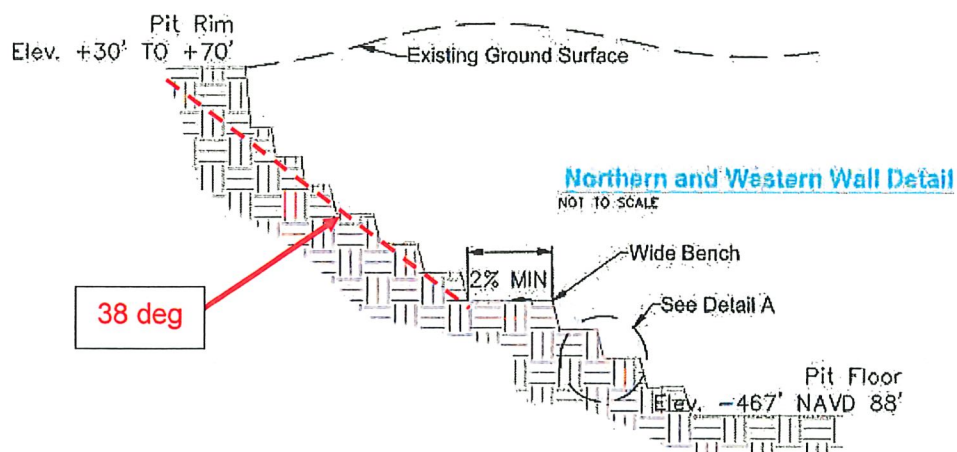 Pit Rim
Elev. +30' TO +70'
Existing Ground Surface
Northern and Western Wall Detail
NOT TO SCALE
Wide Bench
2% MIN
See Detail A
38 deg
Pit Floor
Elev. -467' NAVD 88'